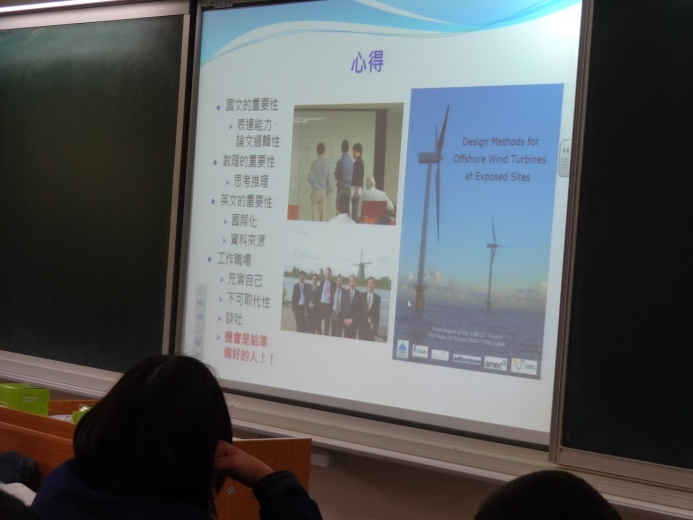 心得
國文的重要性
表達能力、
論文邏輯性
數理的重要性
思考推理
英文的重要性
國際化
資料來源
工作職場
充實自己
不可取代性
談吐
機會是給準
備好的人！！
Design Methods for
Offshore Wind Turbines
at Exposed Sites
amec